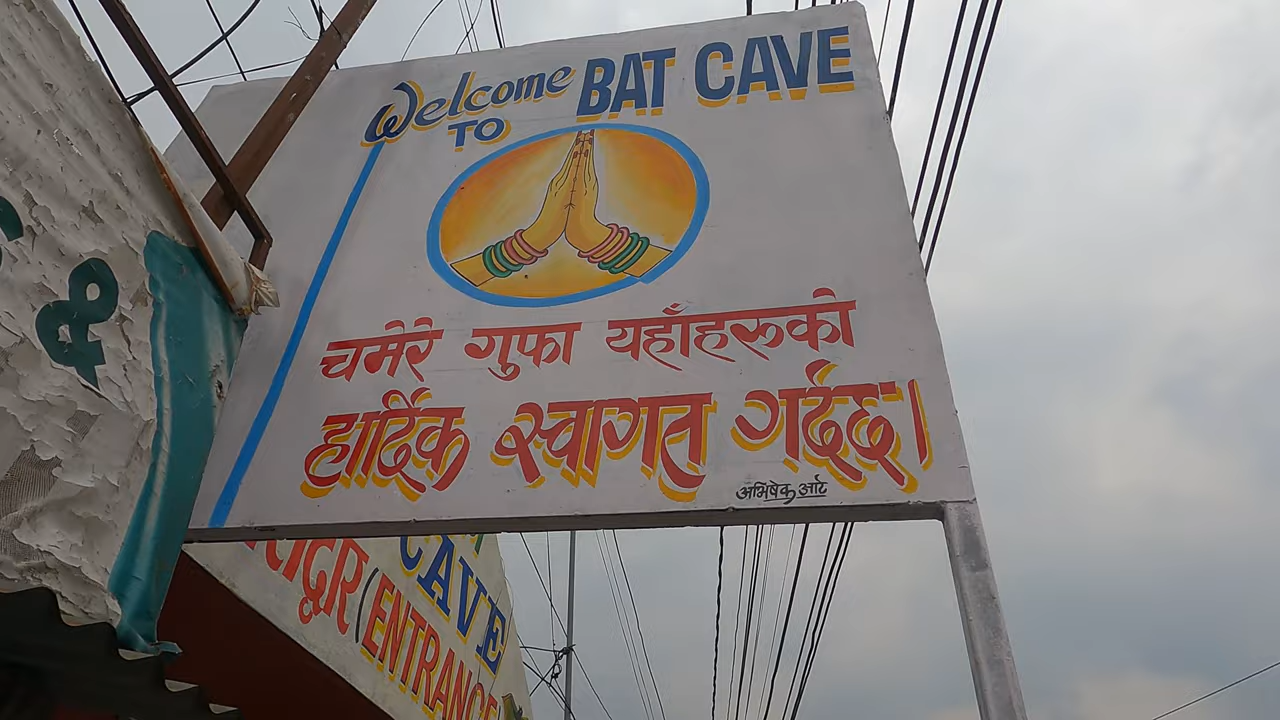 Welcome BAT CAVE
TO
चमेरे गुफा यहाँहरूको
हार्दिक स्वागत गर्दछ।
अभिषेक आर्ट
CAVE
(ENTRANCE